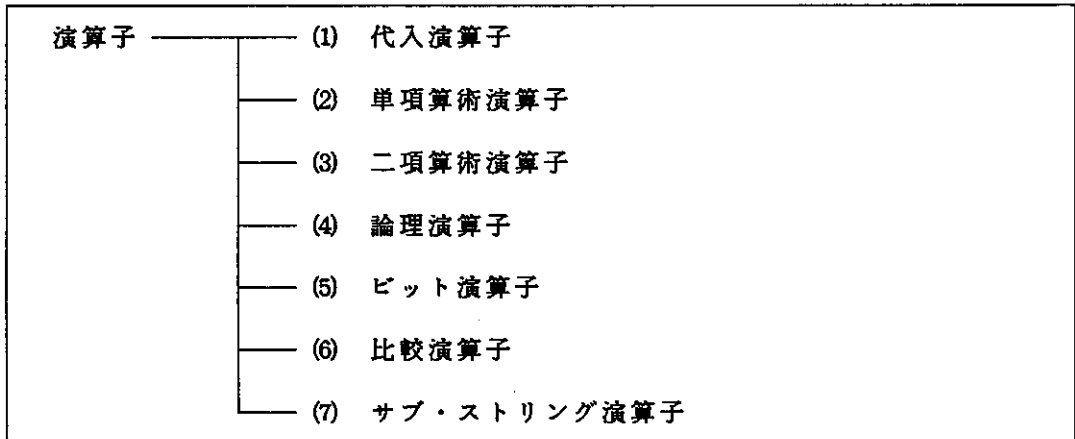 演算子 (1) 代入演算子
(2) 単項算術演算子
(3) 二項算術演算子
(4) 論理演算子
(5) ビット演算子
(6) 比較演算子
(7) サブ・ストリング演算子